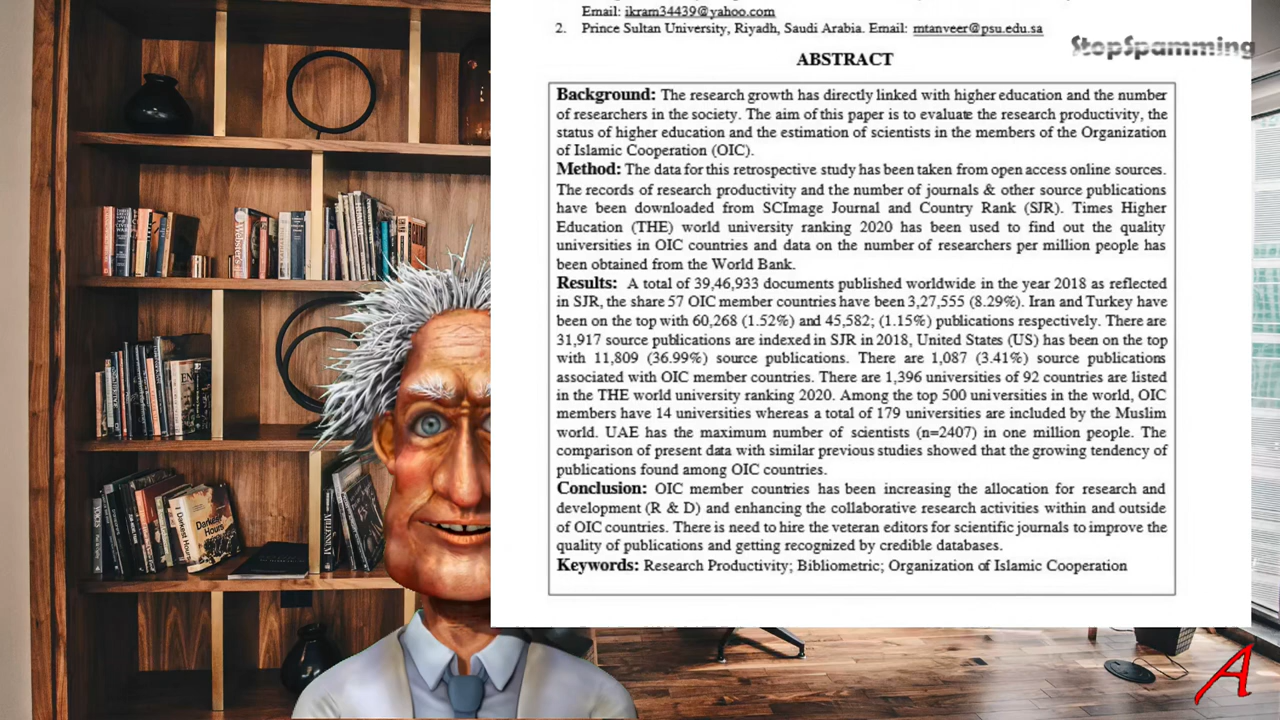 Email: ikram34439@yahoo.com
2. Prince Sultan University, Riyadh, Saudi Arabia. Email: mtanveer@psu.edu.sa
StopSpamming
ABSTRACT
Background: The research growth has directly linked with higher education and the number
of researchers in the society. The aim of this paper is to evaluate the research productivity, the
status of higher education and the estimation of scientists in the members of the Organization
of Islamic Cooperation (OIC).
Method: The data for this retrospective study has been taken from open access online sources.
The records of research productivity and the number of journals & other source publications
have been downloaded from SCImage Journal and Country Rank (SJR). Times Higher
Education (THE) world university ranking 2020 has been used to find out the quality
universities in OIC countries and data on the number of researchers per million people has
been obtained from the World Bank.
Results: A total of 39,46,933 documents published worldwide in the year 2018 as reflected
in SJR, the share 57 OIC member countries have been 3,27,555 (8.29%). Iran and Turkey have
been on the top with 60,268 (1.52%) and 45,582; (1.15%) publications respectively. There are
31,917 source publications are indexed in SJR in 2018, United States (US) has been on the top
with 11,809 (36.99%) source publications. There are 1,087 (3.41%) source publications
associated with OIC member countries. There are 1,396 universities of 92 countries are listed
in the THE world university ranking 2020. Among the top 500 universities in the world, OIC
members have 14 universities whereas a total of 179 universities are included by the Muslim
world. UAE has the maximum number of scientists (n=2407) in one million people. The
comparison of present data with similar previous studies showed that the growing tendency of
publications found among OIC countries.
Conclusion: OIC member countries has been increasing the allocation for research and
development (R & D) and enhancing the collaborative research activities within and outside
of OIC countries. There is need to hire the veteran editors for scientific journals to improve the
quality of publications and getting recognized by credible databases.
Keywords: Research Productivity; Bibliometric; Organization of Islamic Cooperation
Webster's
Darkest
Hours
A